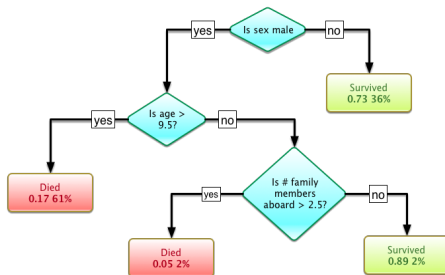 Is sex male
yes
no
Survived
0.73 36%
Is age >
9.5?
yes
no
Died
0.17 61%
Is # family
members
aboard > 2.5?
yes
no
Died
0.05 2%
Survived
0.89 2%